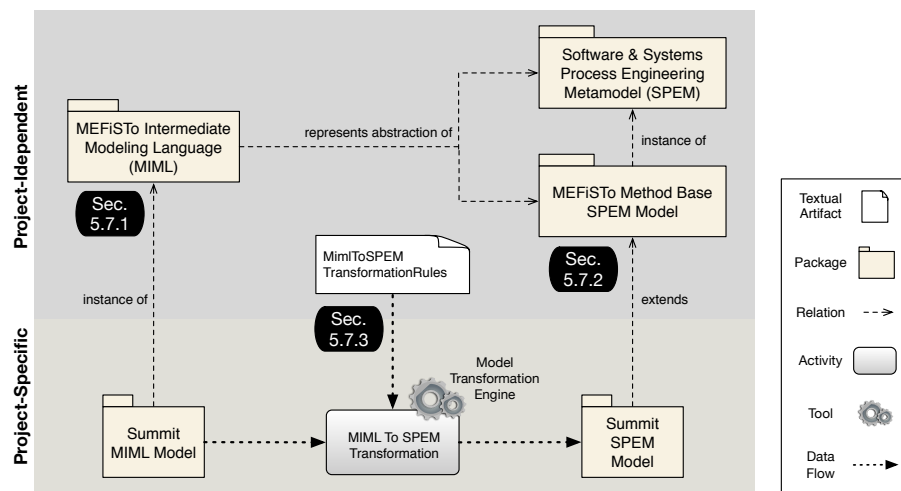 Project-Idependent
Project-Specific
Software & Systems
Process Engineering
Metamodel (SPEM)
MEFiSTo Intermediate
Modeling Language
(MIML)
represents abstraction of
instance of
MEFiSTo Method Base
SPEM Model
Sec.
5.7.1
Sec.
5.7.2
MimlToSPEM
TransformationRules
instance of
extends
Sec.
5.7.3
Model
Transformation
Engine
Summit
MIML Model
MIML To SPEM
Transformation
Summit
SPEM
Model
Textual
Artifact
Package
Relation
Activity
Tool
Data
Flow